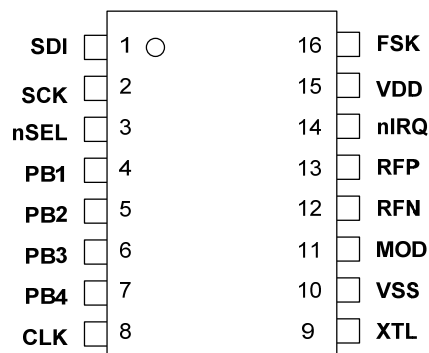 SDI 1 16 FSK
SCK 2 15 VDD
nSEL 3 14 nIRQ
PB1 4 13 RFP
PB2 5 12 RFN
PB3 6 11 MOD
PB4 7 10 VSS
CLK 8 9 XTL